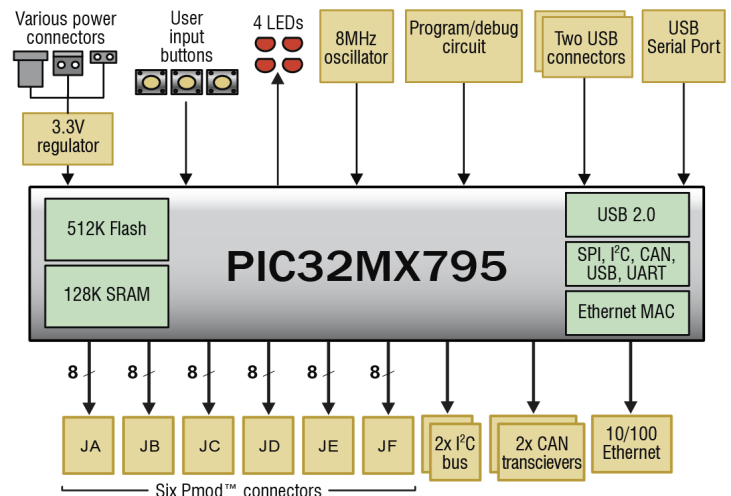 Various power
connectors
User
input
buttons
4 LEDs
8MHz
oscillator
Program/debug
circuit
Two USB
connectors
USB
Serial Port
3.3V
regulator
512K Flash
128K SRAM
PIC32MX795
USB 2.0
SPI, I²C, CAN,
USB, UART
Ethernet MAC
8
8
8
8
8
8
JA
JB
JC
JD
JE
JF
2x I²C
bus
2x CAN
transcievers
10/100
Ethernet
Six Pmod™ connectors